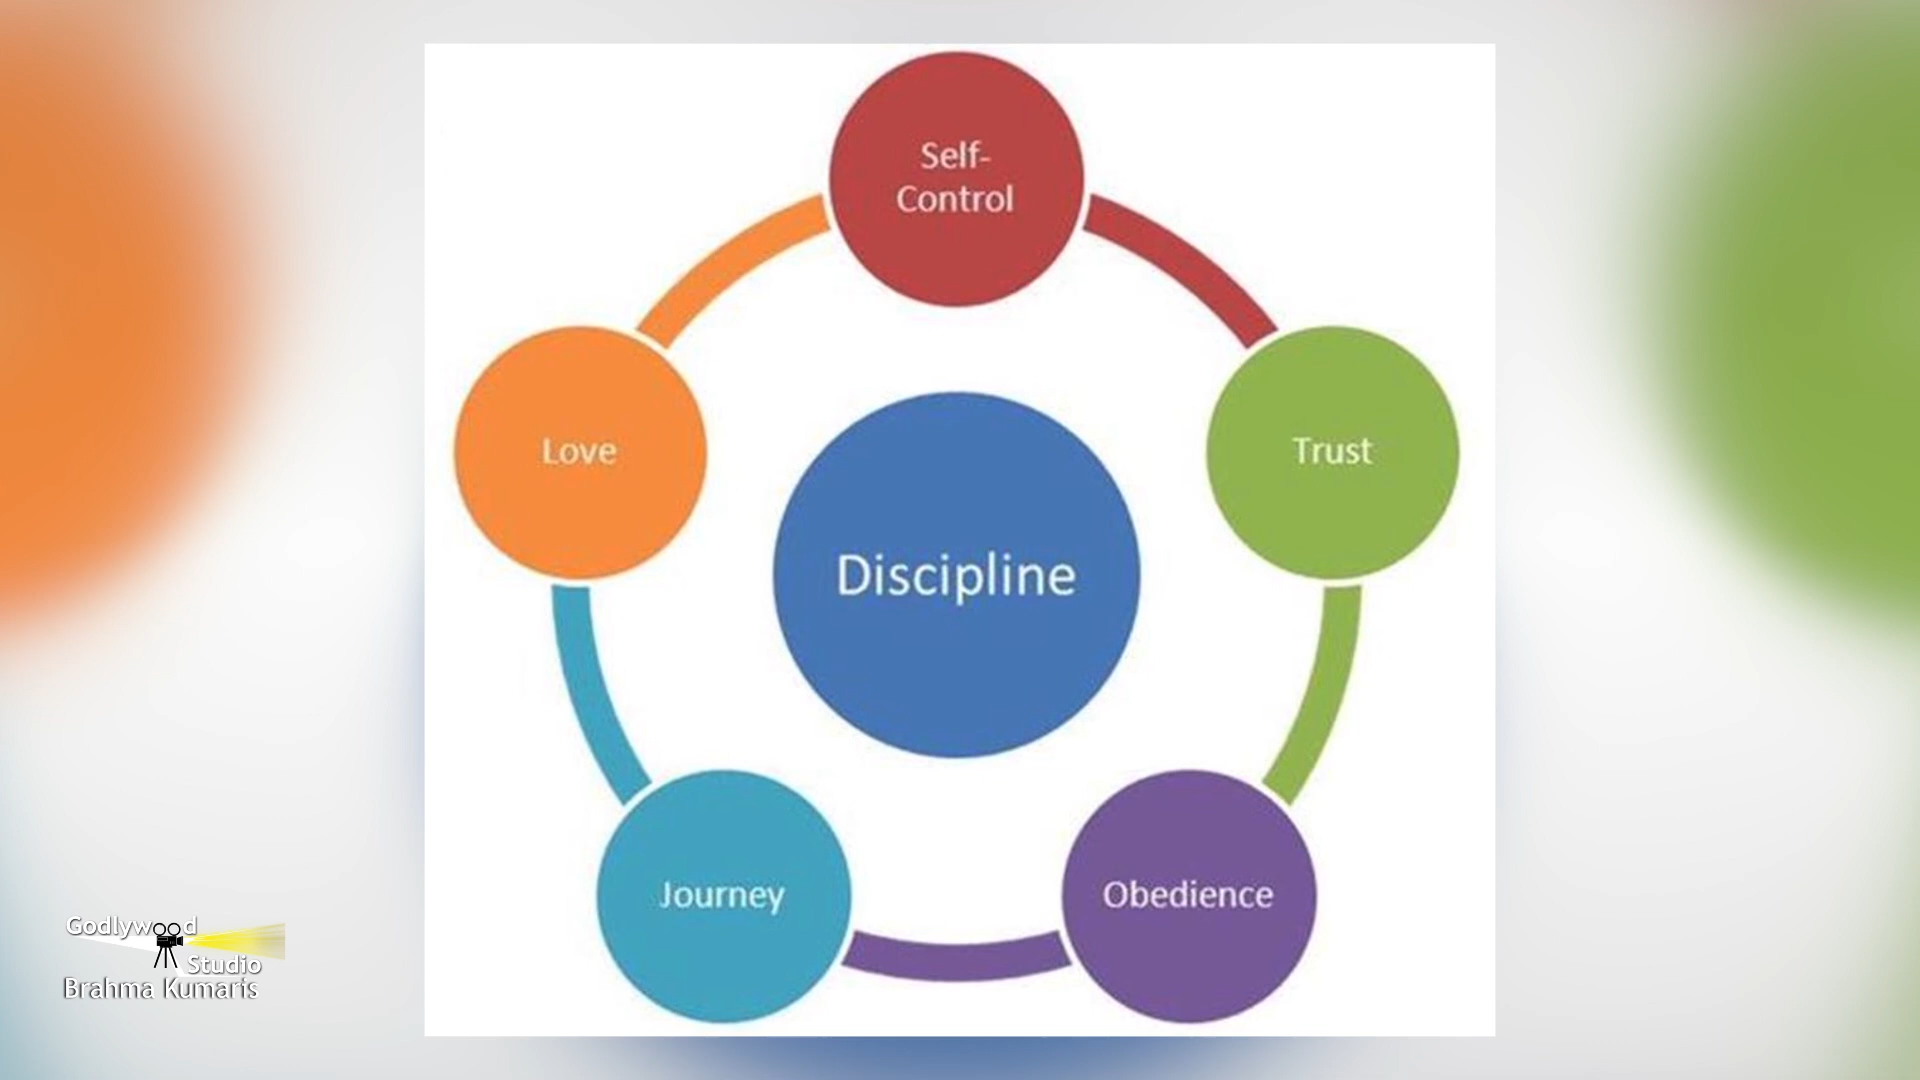 Self-
Control
Love
Trust
Discipline
Journey
Obedience
Godlywood
Studio
Brahma Kumaris